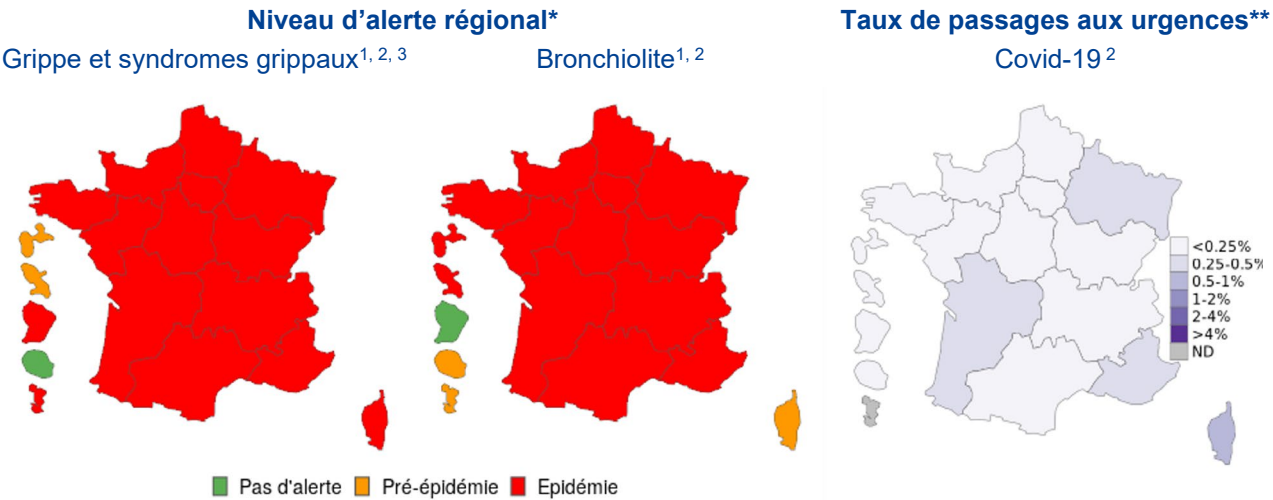 Niveau d’alerte régional*
Taux de passages aux urgences**
Grippe et syndromes grippaux1, 2, 3
Bronchiolite1, 2
Covid-19 2
<0.25%
0.25-0.5%
0.5-1%
1-2%
2-4%
>4%
ND
Pas d'alerte
Pré-épidémie
Epidémie